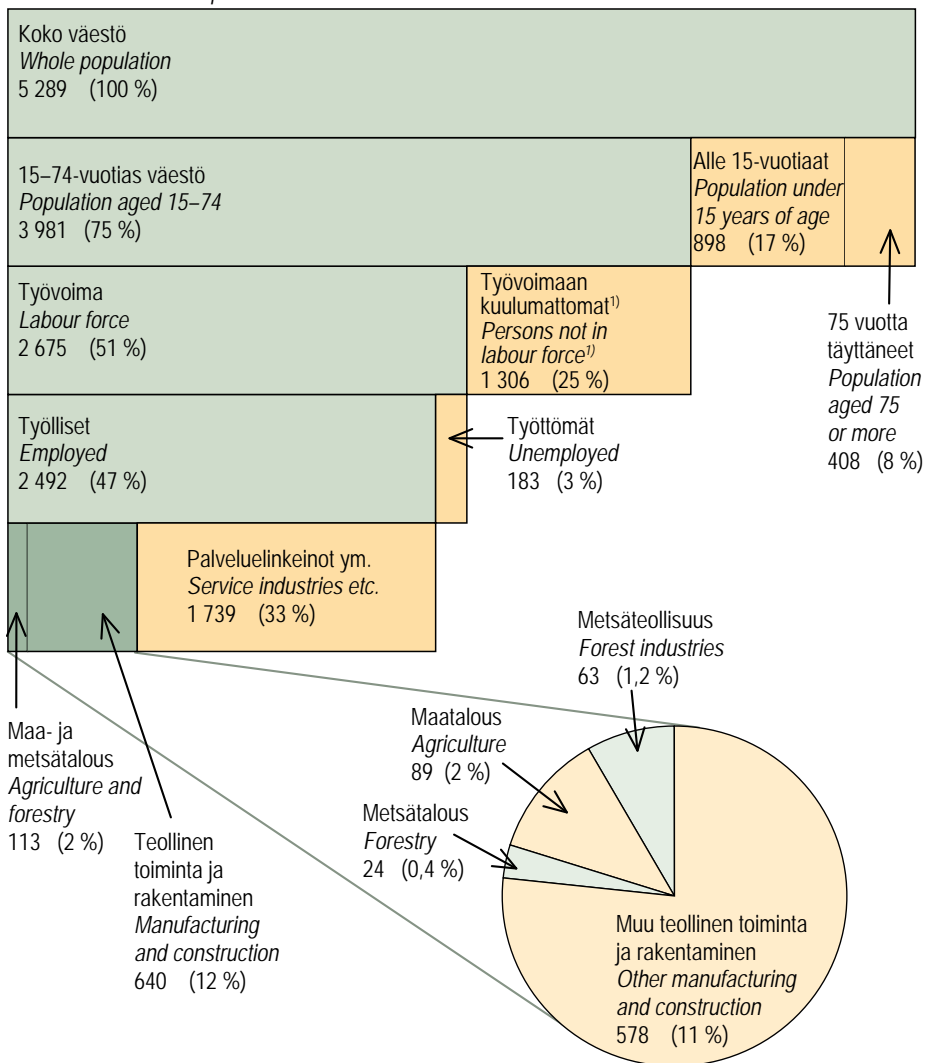 Koko väestö
Whole population
5 289 (100 %)
15–74-vuotias väestö
Population aged 15–74
3 981 (75 %)
Alle 15-vuotiaat
Population under
15 years of age
898 (17 %)
75 vuotta
täyttäneet
Population
aged 75
or more
408 (8 %)
Työvoima
Labour force
2 675 (51 %)
Työvoimaan
kuulumattomat1)
Persons not in
labour force1)
1 306 (25 %)
Työlliset
Employed
2 492 (47 %)
Työttömät
Unemployed
183 (3 %)
Palveluelinkeinot ym.
Service industries etc.
1 739 (33 %)
Maa- ja
metsätalous
Agriculture and
forestry
113 (2 %)
Teollinen
toiminta ja
rakentaminen
Manufacturing
and construction
640 (12 %)
Metsäteollisuus
Forest industries
63 (1,2 %)
Maatalous
Agriculture
89 (2 %)
Metsätalous
Forestry
24 (0,4 %)
Muu teollinen toiminta
ja rakentaminen
Other manufacturing
and construction
578 (11 %)